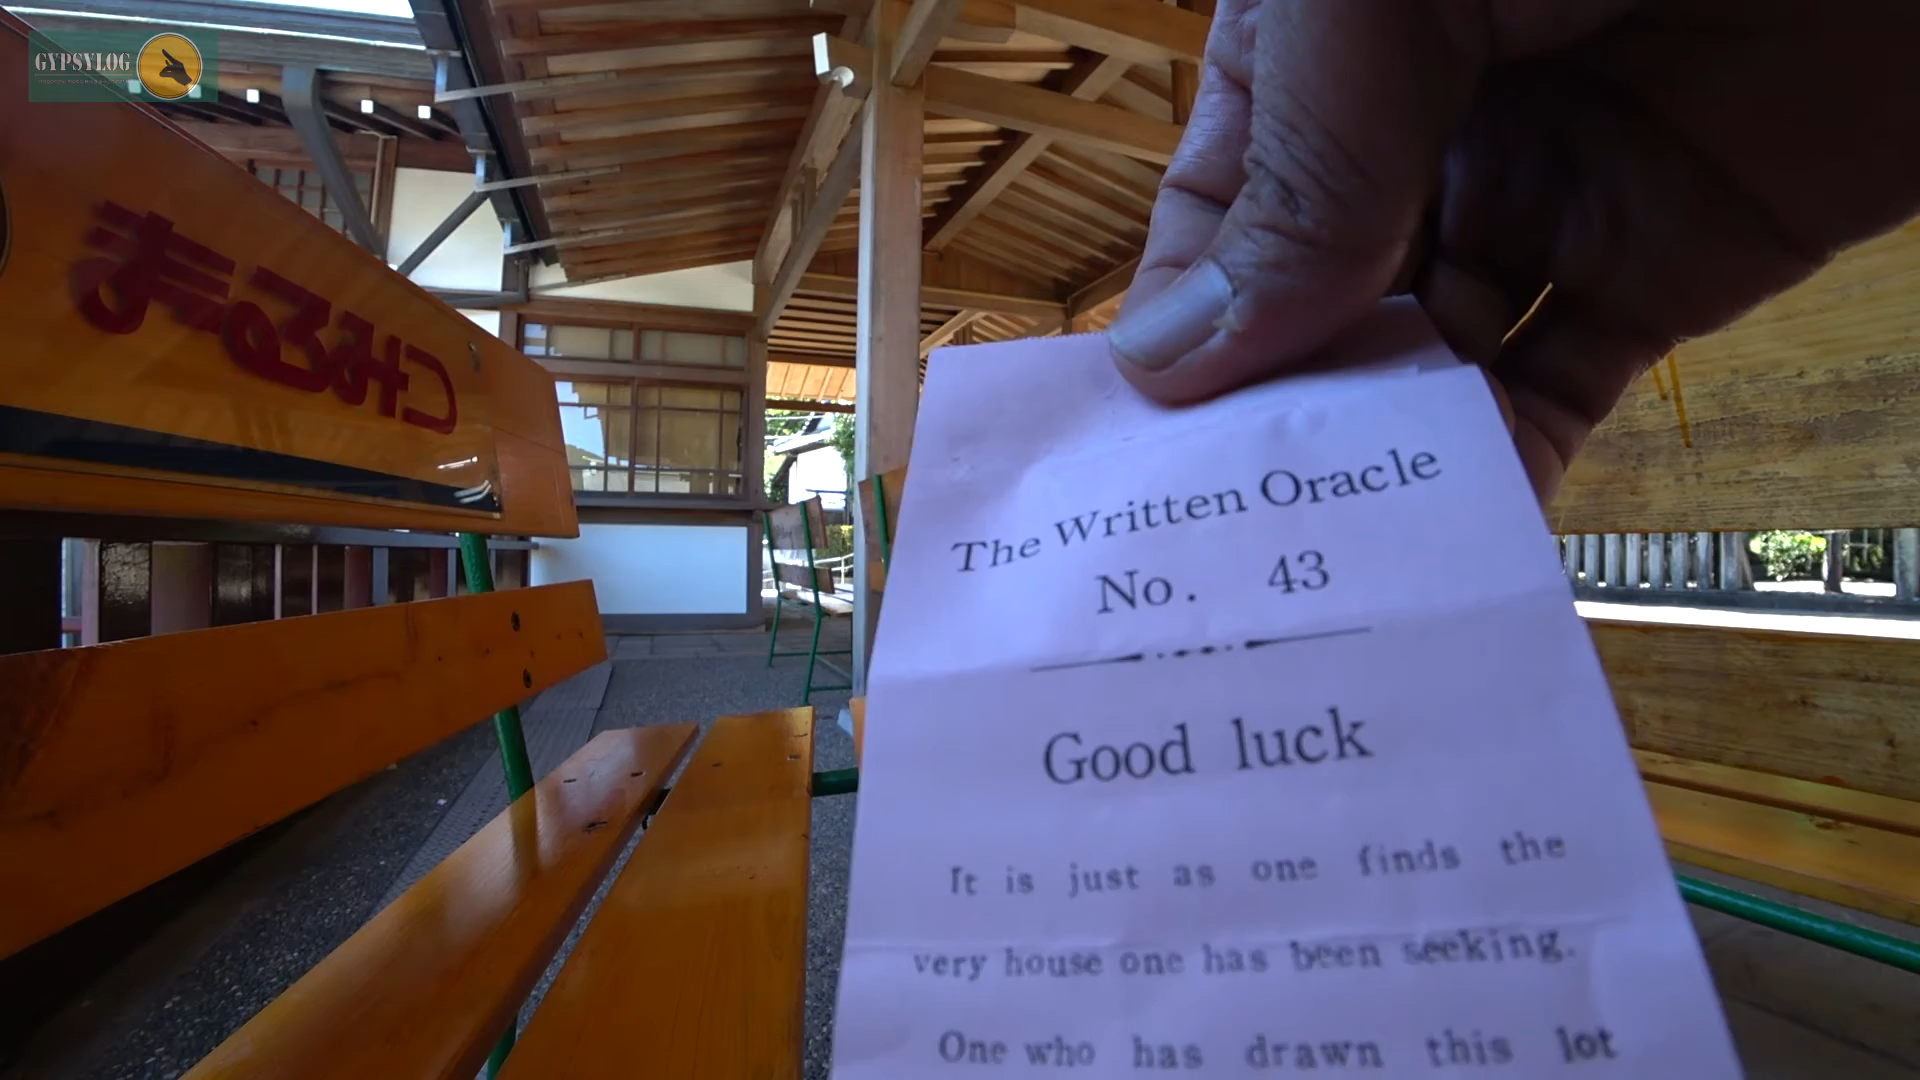 GYPSYLOG
まるみつ
The Written Oracle
No. 43
Good luck
It is just as one finds the
very house one has been seeking.
One who has drawn this lot